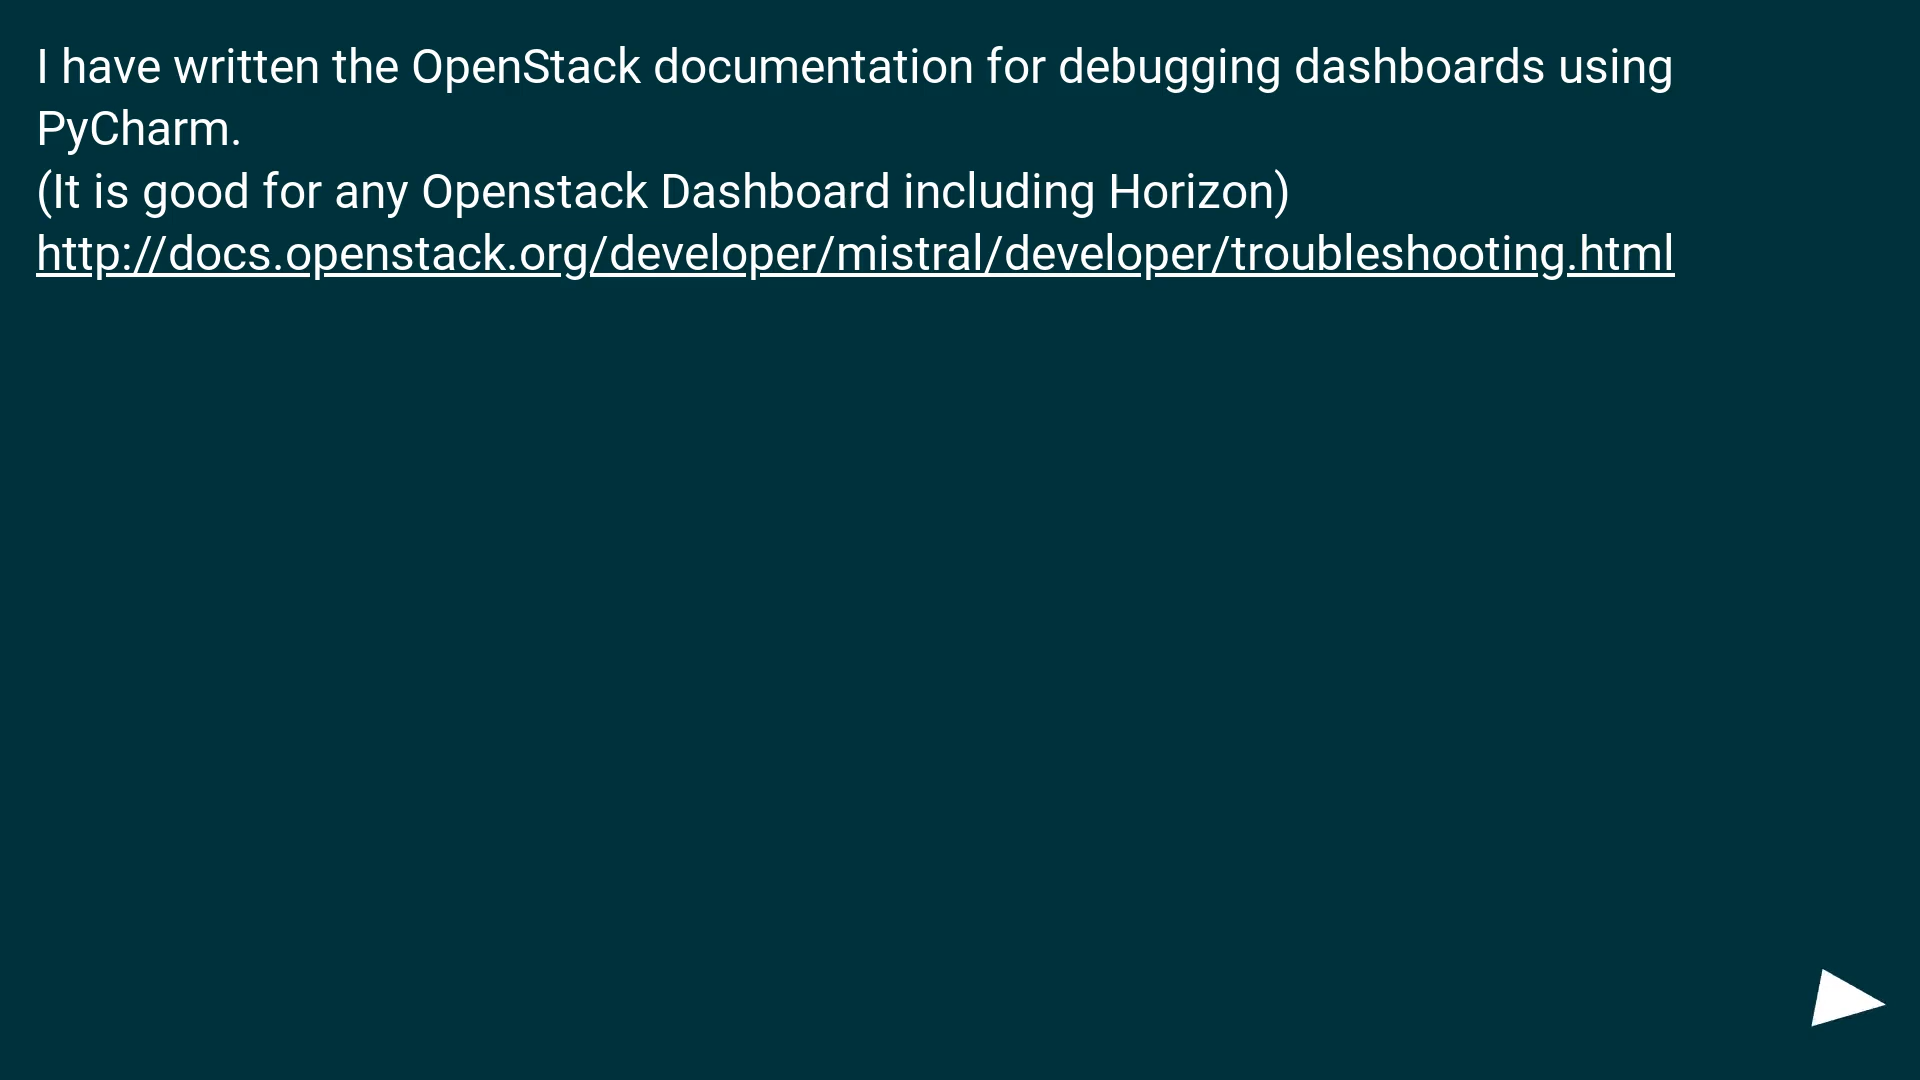 I have written the OpenStack documentation for debugging dashboards using
PyCharm.
(It is good for any Openstack Dashboard including Horizon)
http://docs.openstack.org/developer/mistral/developer/troubleshooting.html